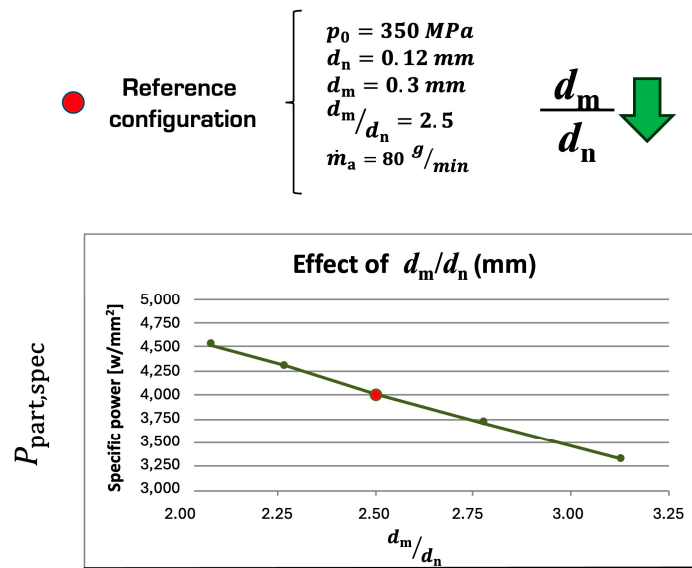 p₀ = 350 MPa
dₙ = 0.12 mm
Reference
configuration
dₘ = 0.3 mm
dₘ/dₙ = 2.5
ṁₐ = 80 g/min
dₘ
dₙ
Effect of dₘ/dₙ (mm)
P part,spec
Specific power [w/mm²]
5,000
4,750
4,500
4,250
4,000
3,750
3,500
3,250
3,000
2.00 2.25 2.50 2.75 3.00 3.25
dₘ/dₙ